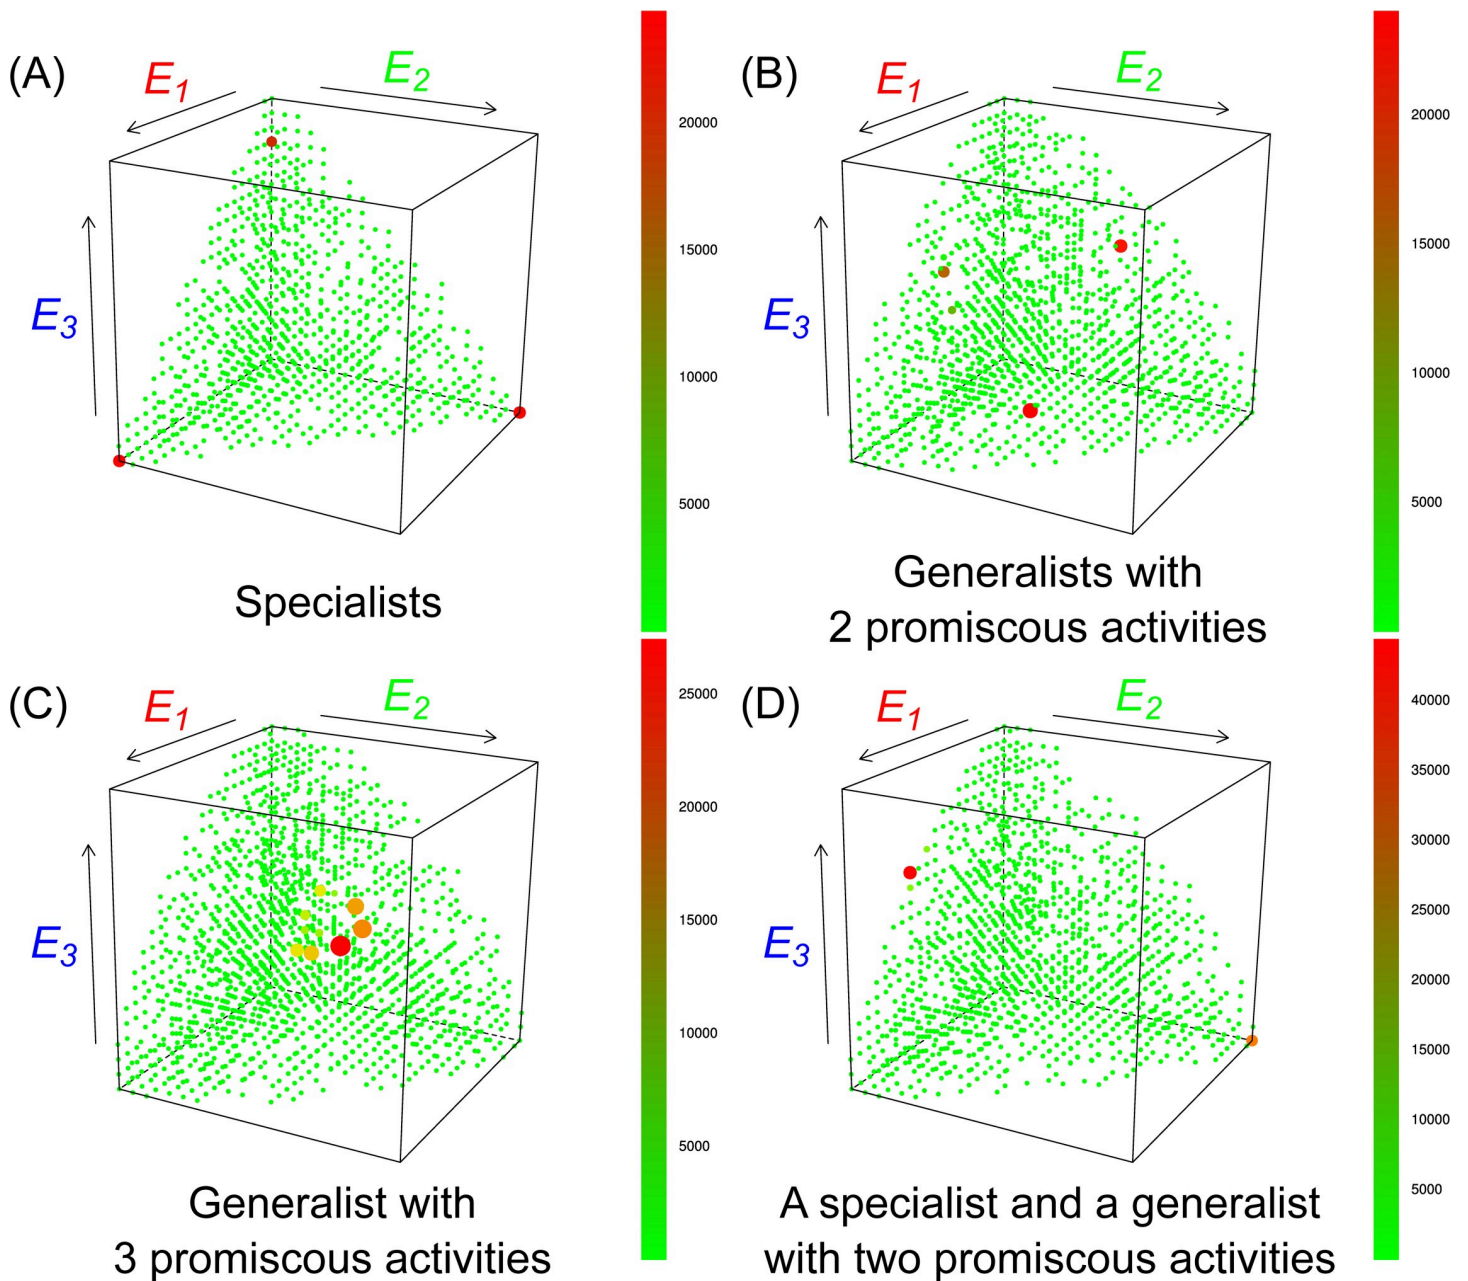 (A)
E1
E2
E3
20000
15000
10000
5000
Specialists
(B)
E1
E2
E3
20000
15000
10000
5000
Generalists with
2 promiscous activities
(C)
E1
E2
E3
25000
20000
15000
10000
5000
Generalist with
3 promiscous activities
(D)
E1
E2
E3
40000
35000
30000
25000
20000
15000
10000
5000
A specialist and a generalist
with two promiscous activities